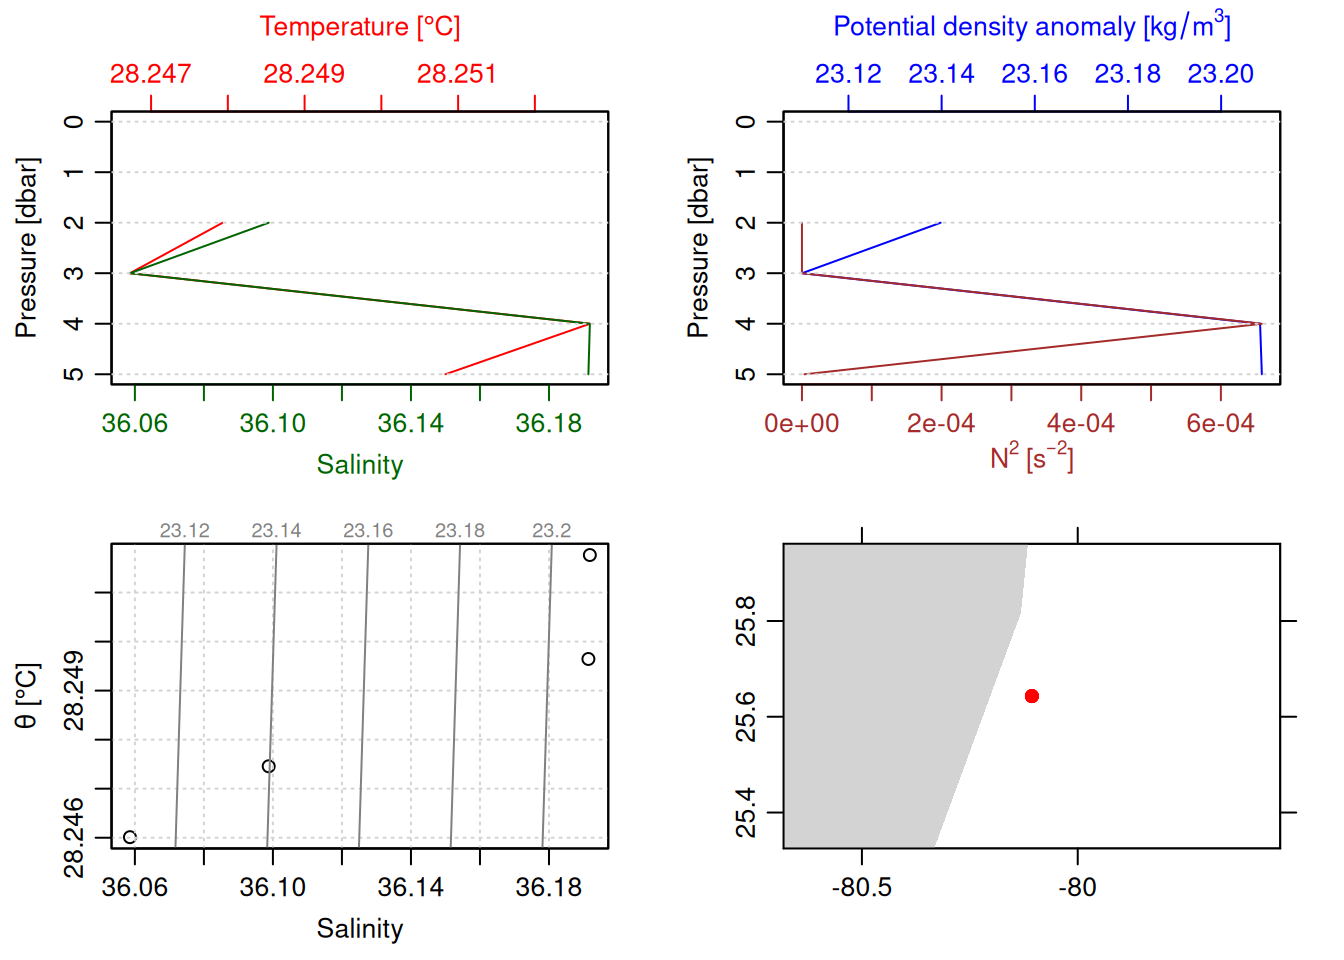 Temperature [°C]
28.247 28.249 28.251
Pressure [dbar]
0 1 2 3 4 5
36.06 36.10 36.14 36.18
Salinity
Potential density anomaly [kg/m³]
23.12 23.14 23.16 23.18 23.20
Pressure [dbar]
0 1 2 3 4 5
0e+00 2e-04 4e-04 6e-04
N² [s⁻²]
23.12 23.14 23.16 23.18 23.2
θ [°C]
28.249
28.246
36.06 36.10 36.14 36.18
Salinity
25.8
25.6
25.4
-80.5 -80